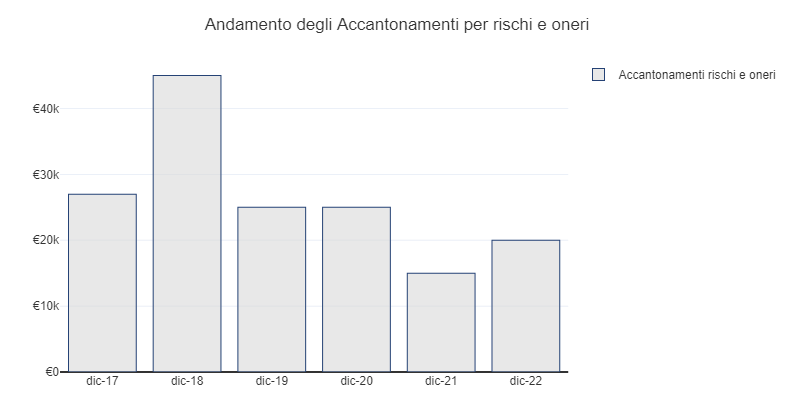 Andamento degli Accantonamenti per rischi e oneri
Accantonamenti rischi e oneri
€40k
€30k
€20k
€10k
€0
dic-17 dic-18 dic-19 dic-20 dic-21 dic-22